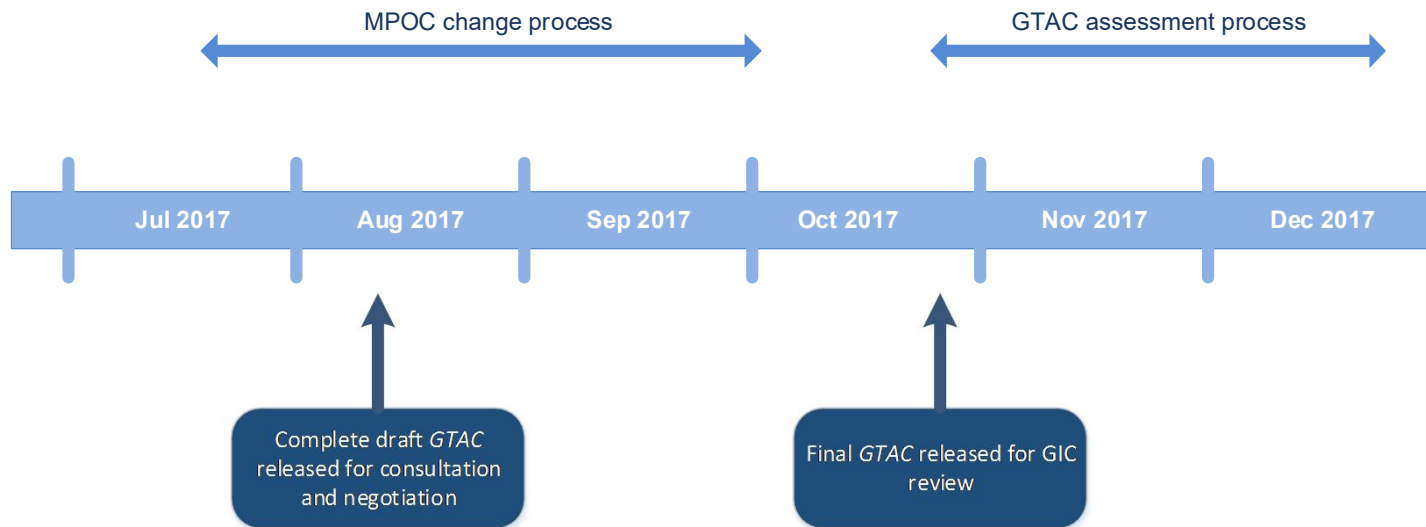 MPOC change process
GTAC assessment process
Jul 2017
Aug 2017
Sep 2017
Oct 2017
Nov 2017
Dec 2017
Complete draft GTAC
released for consultation
and negotiation
Final GTAC released for GIC
review